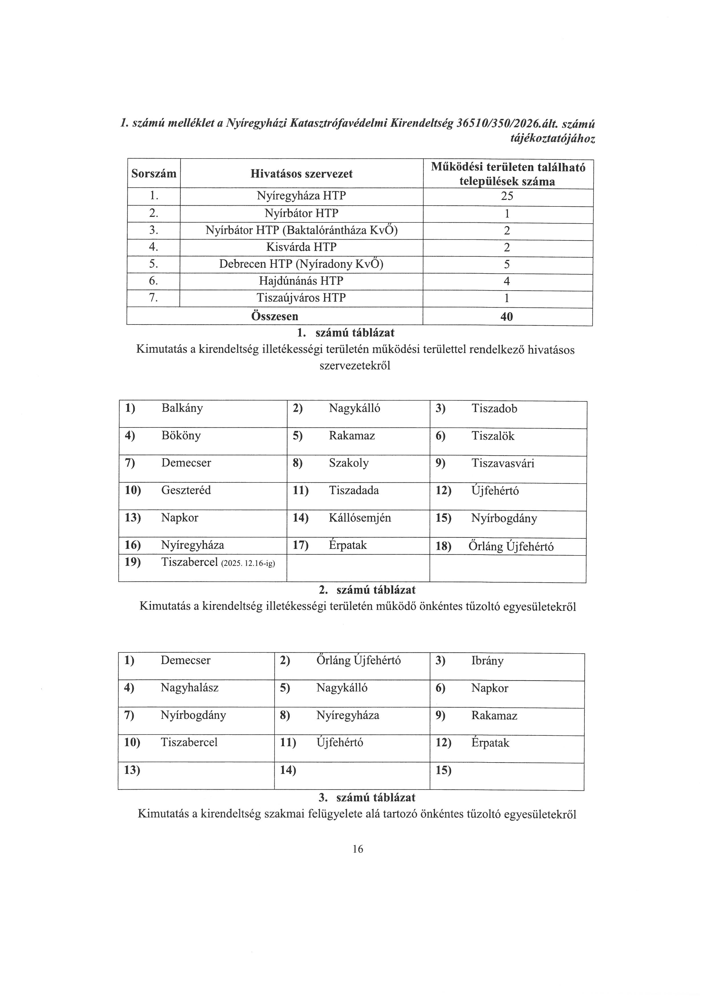 1. számú melléklet a Nyíregyházi Katasztrófavédelmi Kirendeltség 36510/350/2026.ált. számú
tájékoztatójához
Sorszám Hivatásos szervezet Működési területen található
települések száma
1. Nyíregyháza HTP 25
2. Nyírbátor HTP 1
3. Nyírbátor HTP (Baktalórántháza KvŐ) 2
4. Kisvárda HTP 2
5. Debrecen HTP (Nyíradony KvŐ) 5
6. Hajdúnánás HTP 4
7. Tiszaújváros HTP 1
Összesen 40
1. számú táblázat
Kimutatás a kirendeltség illetékességi területén működési területtel rendelkező hivatásos
szervezetekről
1) Balkány 2) Nagykálló 3) Tiszadob
4) Bököny 5) Rakamaz 6) Tiszalök
7) Demecser 8) Szakoly 9) Tiszavasvári
10) Geszteréd 11) Tiszadada 12) Újfehértó
13) Napkor 14) Kállósemjén 15) Nyírbogdány
16) Nyíregyháza 17) Érpatak 18) Őrláng Újfehértó
19) Tiszabercel (2025. 12.16-ig)
2. számú táblázat
Kimutatás a kirendeltség illetékességi területén működő önkéntes tűzoltó egyesületekről
1) Demecser 2) Őrláng Újfehértó 3) Ibrány
4) Nagyhalász 5) Nagykálló 6) Napkor
7) Nyírbogdány 8) Nyíregyháza 9) Rakamaz
10) Tiszabercel 11) Újfehértó 12) Érpatak
13) 14) 15)
3. számú táblázat
Kimutatás a kirendeltség szakmai felügyelete alá tartozó önkéntes tűzoltó egyesületekről
16